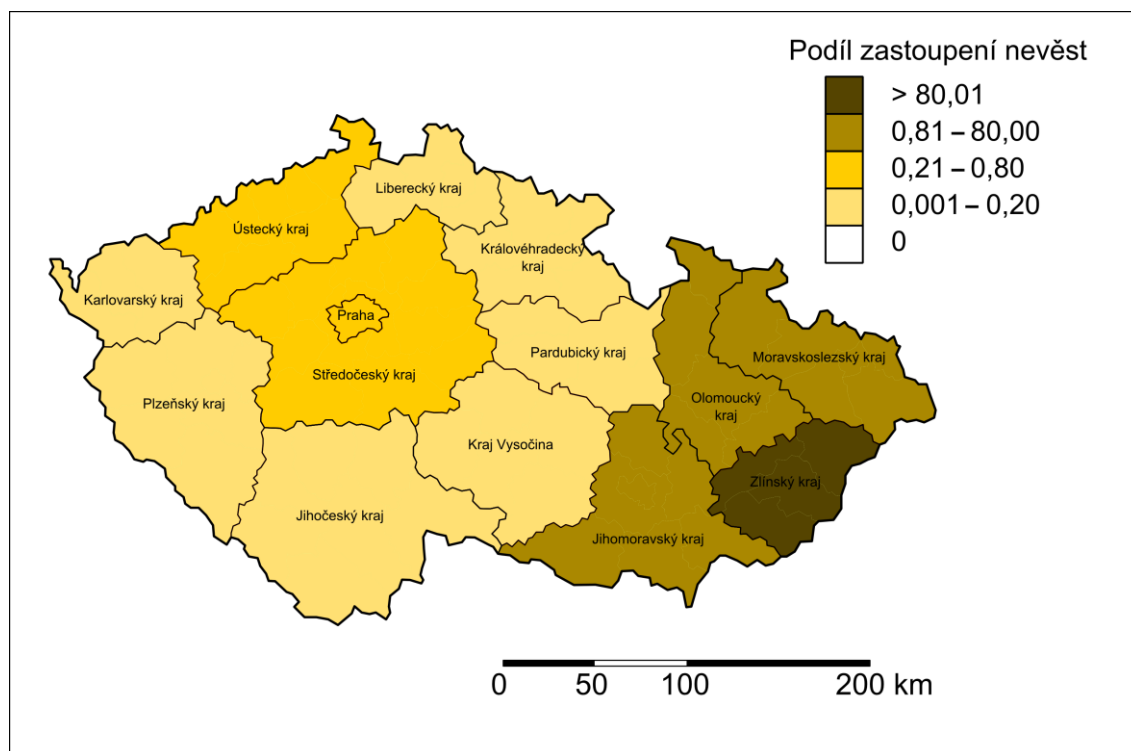 Podíl zastoupení nevěst
> 80,01
0,81 – 80,00
0,21 – 0,80
0,001 – 0,20
0
Liberecký kraj
Ústecký kraj
Královéhradecký
kraj
Karlovarský kraj
Praha
Pardubický kraj
Moravskoslezský kraj
Středočeský kraj
Plzeňský kraj
Olomoucký
kraj
Kraj Vysočina
Zlínský kraj
Jihočeský kraj
Jihomoravský kraj
0 50 100 200 km